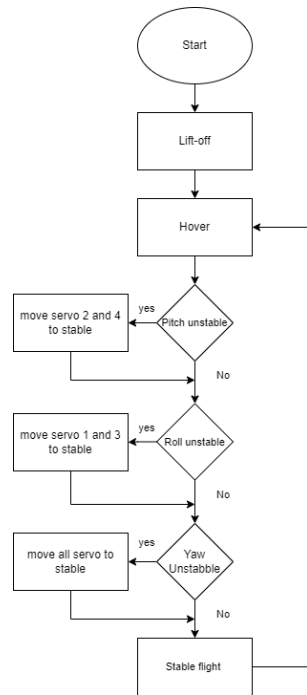 Start
Lift-off
Hover
Pitch unstable
yes
move servo 2 and 4
to stable
No
Roll unstable
yes
move servo 1 and 3
to stable
No
Yaw
Unstabble
yes
move all servo to
stable
No
Stable flight